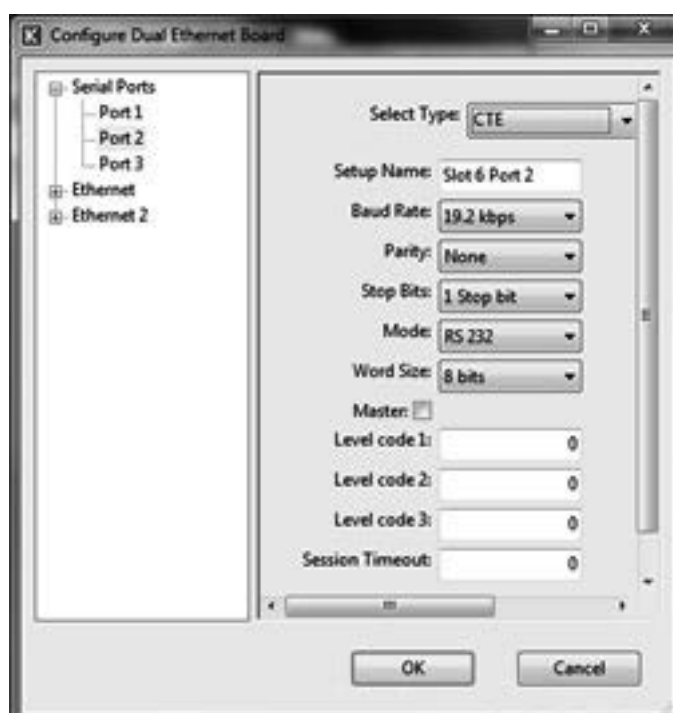 Configure Dual Ethernet Board
Serial Ports
Port 1
Port 2
Port 3
Ethernet
Ethernet 2
Select Type: CTE
Setup Name: Slot 6 Port 2
Baud Rate: 19.2 kbps
Parity: None
Stop Bits: 1 Stop bit
Mode: RS 232
Word Size: 8 bits
Master:
Level code 1: 0
Level code 2: 0
Level code 3: 0
Session Timeout: 0
OK Cancel